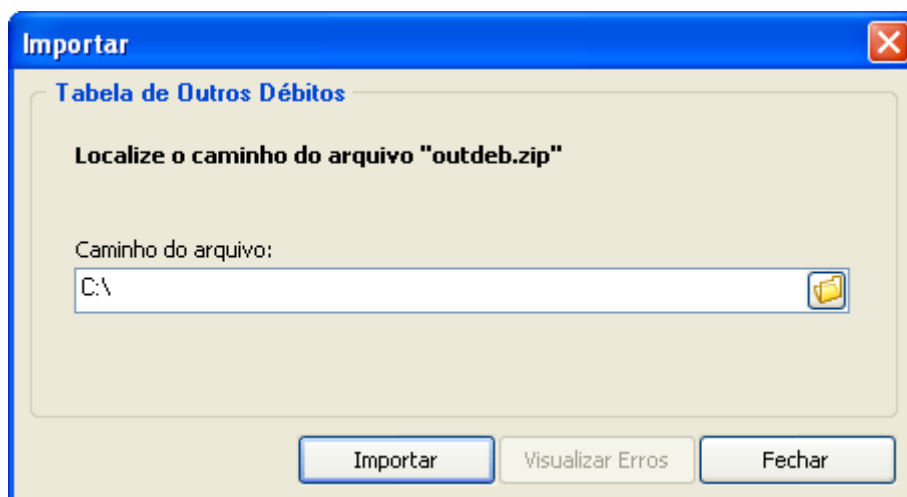 Importar
Tabela de Outros Débitos
Localize o caminho do arquivo "outdeb.zip"
Caminho do arquivo:
C:\
Importar Visualizar Erros Fechar